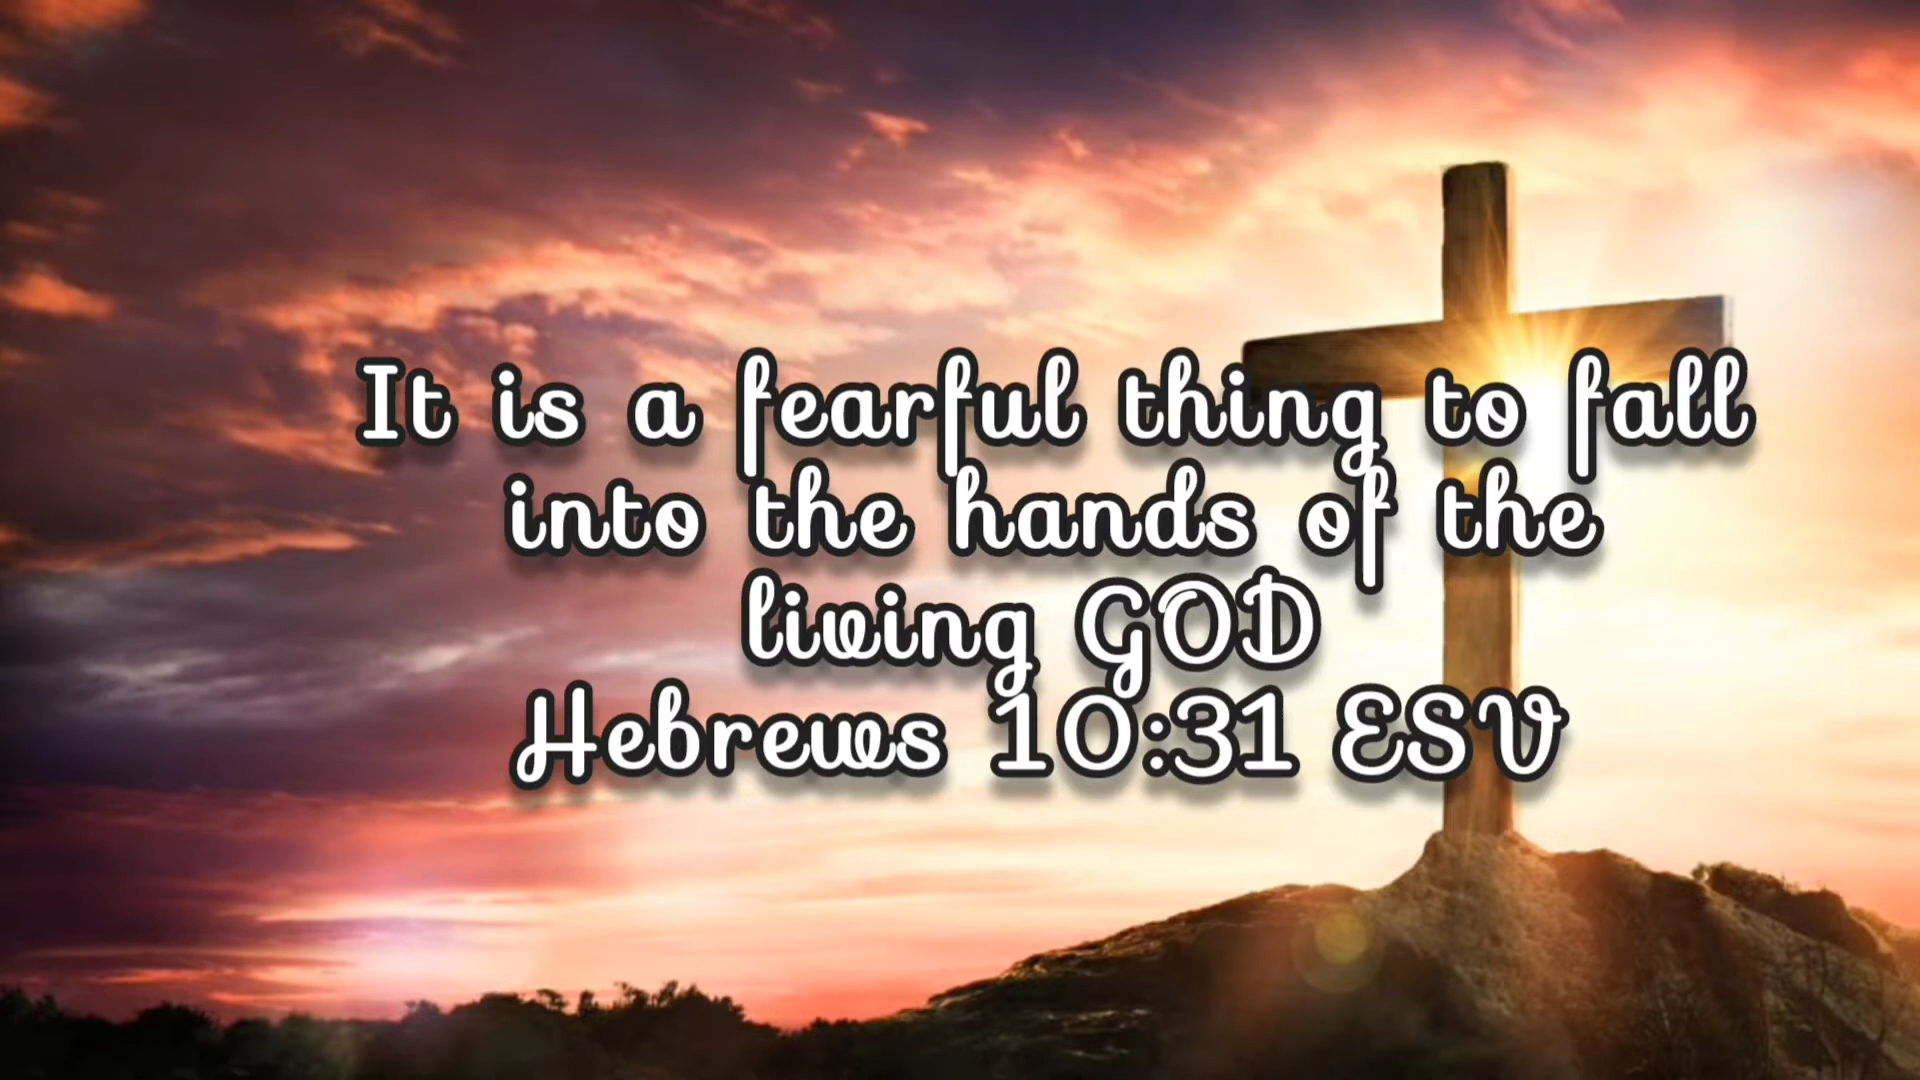 It is a fearful thing to fall
into the hands of the
living GOD
Hebrews 10:31 ESV